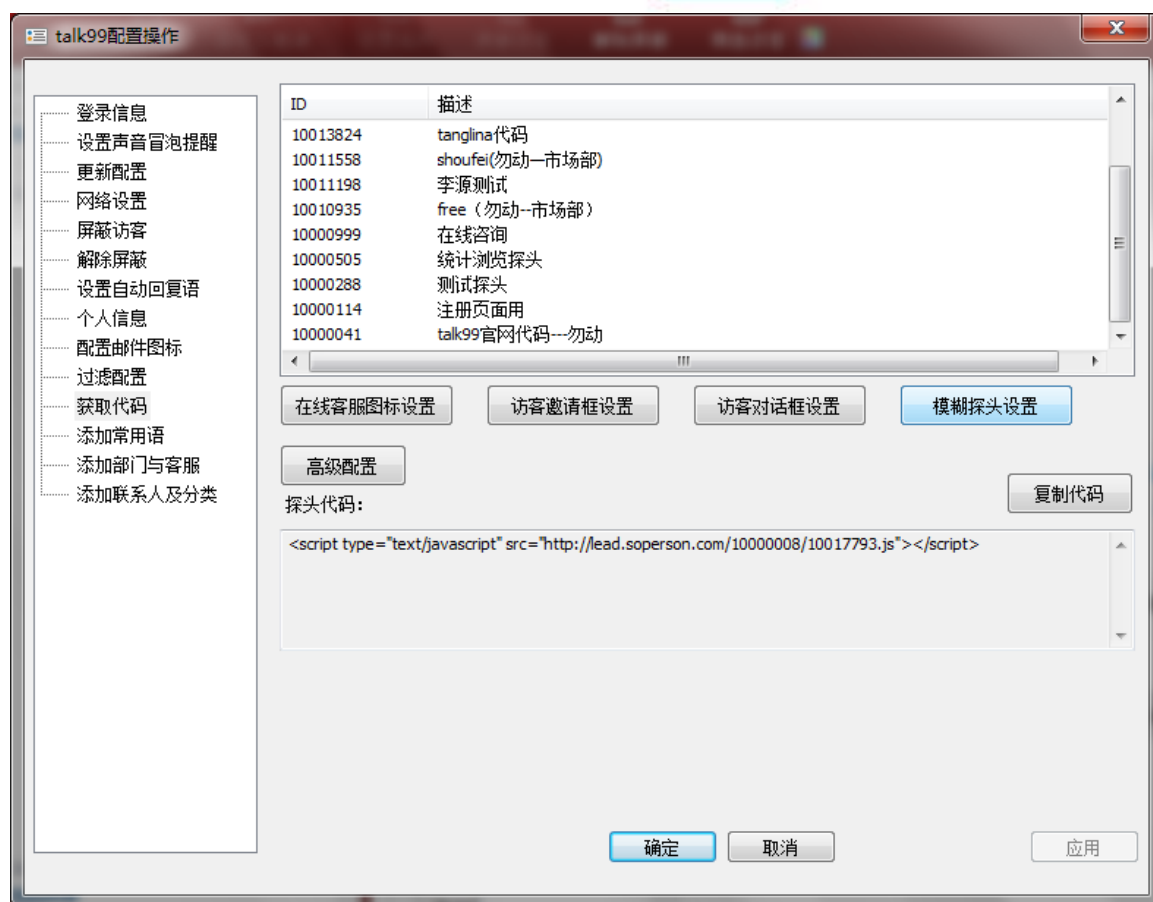 talk99配置操作
登录信息
设置声音冒泡提醒
更新配置
网络设置
屏蔽访客
解除屏蔽
设置自动回复语
个人信息
配置邮件图标
过滤配置
获取代码
添加常用语
添加部门与客服
添加联系人及分类
ID 描述
10013824 tanglina代码
10011558 shoufei(勿动—市场部)
10011198 李源测试
10010935 free（勿动--市场部）
10000999 在线咨询
10000505 统计浏览探头
10000288 测试探头
10000114 注册页面用
10000041 talk99官网代码---勿动
在线客服图标设置 访客邀请框设置 访客对话框设置 模糊探头设置
高级配置
探头代码:
复制代码
<script type="text/javascript" src="http://lead.soperson.com/10000008/10017793.js"></script>
确定 取消 应用